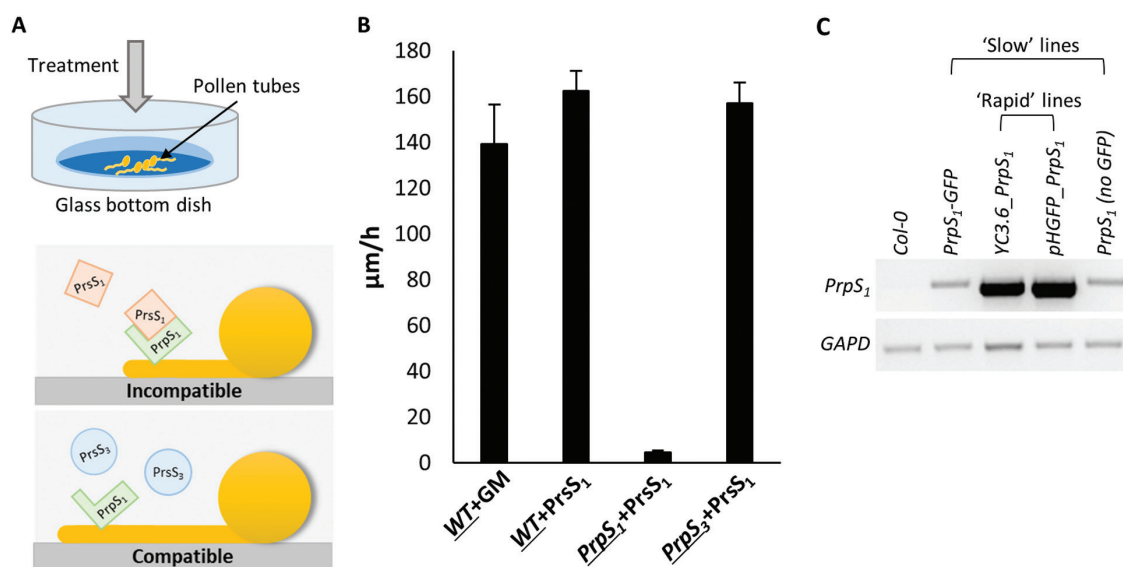 A
Treatment
Pollen tubes
Glass bottom dish
PrsS₁
PrsS₁
PrpS₁
Incompatible
PrsS₃
PrsS₃
PrpS₁
Compatible
B
180
160
140
120
100
80
60
40
20
0
µm/h
WT+GM
WT+PrsS₁
PrpS₁+PrsS₁
PrpS₃+PrsS₁
C
‘Slow’ lines
‘Rapid’ lines
Col-0
PrpS₁-GFP
YC3.6_PrpS₁
pHGFP_PrpS₁
PrpS₁ (no GFP)
PrpS₁
GAPD